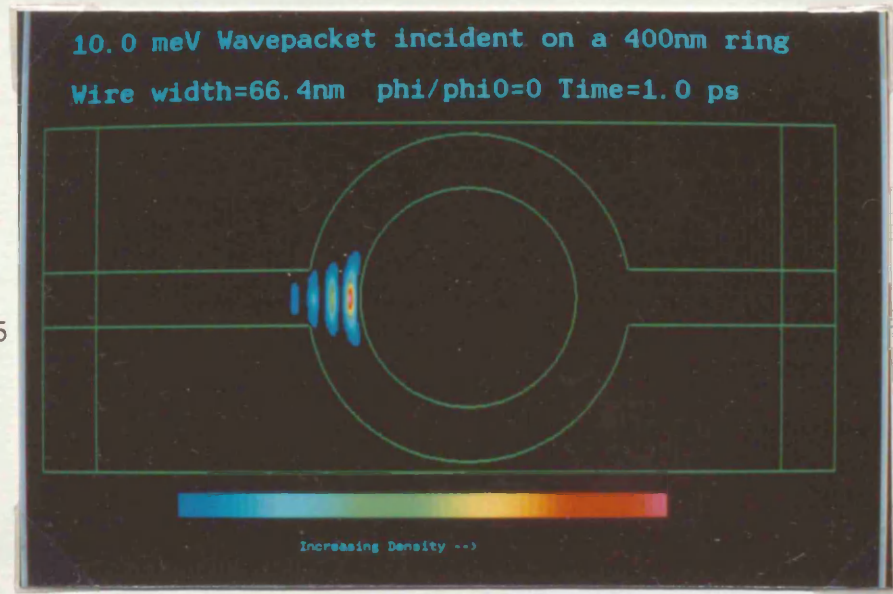 10.0 meV Wavepacket incident on a 400nm ring
Wire width=66.4nm phi/phi0=0 Time=1.0 ps
5
Increasing Density -->